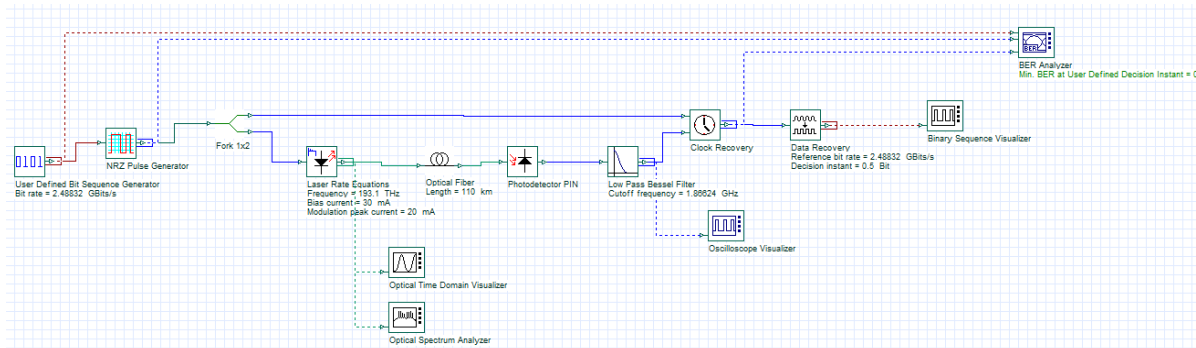 BER
BER Analyzer
Min. BER at User Defined Decision Instant = 0
Binary Sequence Visualizer
Clock Recovery
Data Recovery
Reference bit rate = 2.48832 GBits/s
Decision instant = 0.5 Bit
Fork 1x2
NRZ Pulse Generator
0101
User Defined Bit Sequence Generator
Bit rate = 2.48832 GBits/s
Laser Rate Equations
Frequency = 193.1 THz
Bias current = 30 mA
Modulation peak current = 20 mA
Optical Fiber
Length = 110 km
Photodetector PIN
Low Pass Bessel Filter
Cutoff frequency = 1.86624 GHz
Oscilloscope Visualizer
Optical Time Domain Visualizer
Optical Spectrum Analyzer